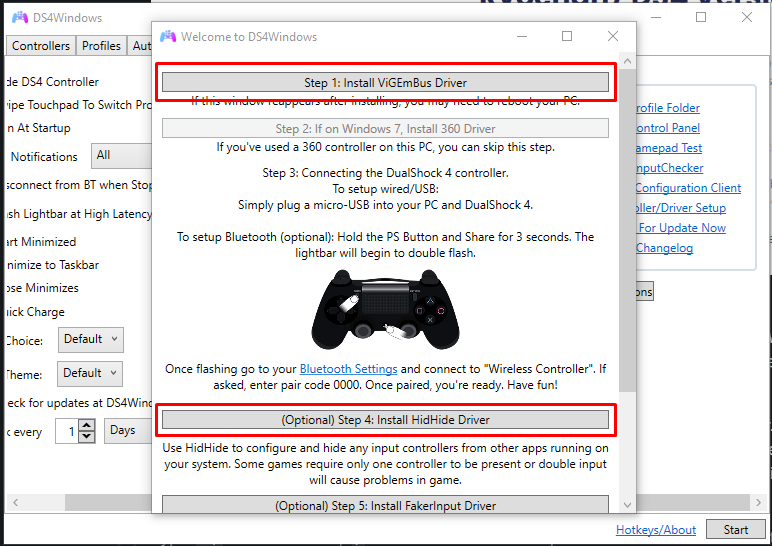 DS4Windows
Controllers Profiles Aut
de DS4 Controller
ipe Touchpad To Switch Pro
n At Startup
Notifications All
sconnect from BT when Stop
sh Lightbar at High Latency
art Minimized
nimize to Taskbar
ose Minimizes
uick Charge
Choice: Default
Theme: Default
eck for updates at DS4Wind
k every 1 Days
Welcome to DS4Windows
Step 1: Install ViGEmBus Driver
If this window reappears after installing, you may need to reboot your PC.
Step 2: If on Windows 7, Install 360 Driver
If you've used a 360 controller on this PC, you can skip this step.
Step 3: Connecting the DualShock 4 controller.
To setup wired/USB:
Simply plug a micro-USB into your PC and DualShock 4.
To setup Bluetooth (optional): Hold the PS Button and Share for 3 seconds. The
lightbar will begin to double flash.
Once flashing go to your Bluetooth Settings and connect to "Wireless Controller". If
asked, enter pair code 0000. Once paired, you're ready. Have fun!
(Optional) Step 4: Install HidHide Driver
Use HidHide to configure and hide any input controllers from other apps running on
your system. Some games require only one controller to be present or double input
will cause problems in game.
(Optional) Step 5: Install FakerInput Driver
rofile Folder
ontrol Panel
amepad Test
InputChecker
Configuration Client
oller/Driver Setup
For Update Now
Changelog
ons
Hotkeys/About Start